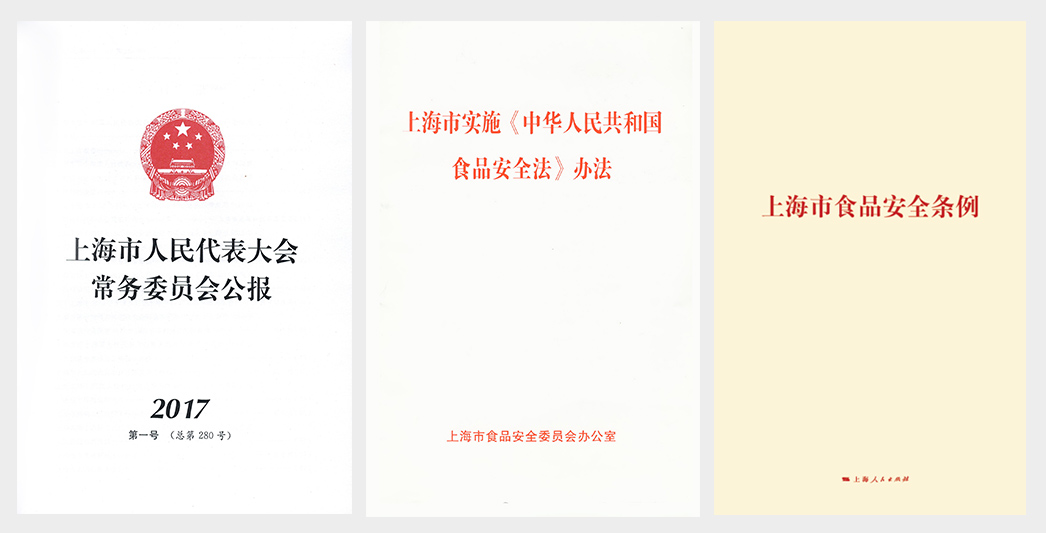 上海市人民代表大会
常务委员会公报
2017
第一号 （总第 280 号）
上海市实施《中华人民共和国
食品安全法》办法
上海市食品安全委员会办公室
上海市食品安全条例
上海人民出版社